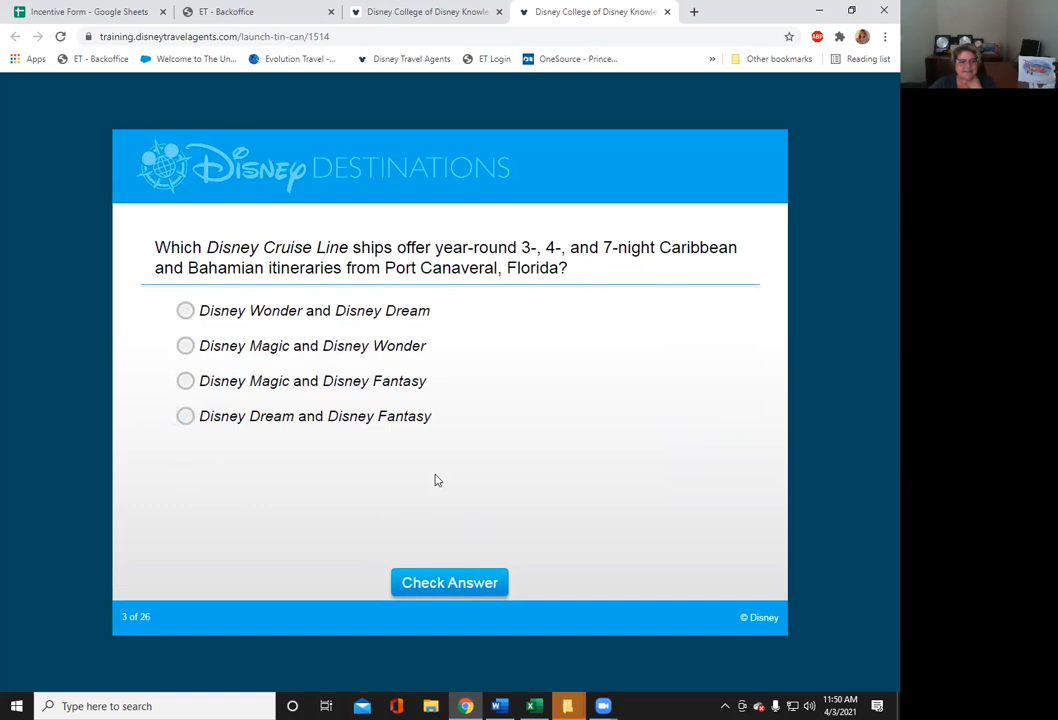 Incentive Form - Google Sheets
ET - Backoffice
Disney College of Disney Knowle
Disney College of Disney Knowle
training.disneytravelagents.com/launch-tin-can/1514
ABP
Apps
ET - Backoffice
Welcome to The Un...
Evolution Travel -...
Disney Travel Agents
ET Login
OneSource - Prince...
Other bookmarks
Reading list
Disney DESTINATIONS
Which Disney Cruise Line ships offer year-round 3-, 4-, and 7-night Caribbean
and Bahamian itineraries from Port Canaveral, Florida?
Disney Wonder and Disney Dream
Disney Magic and Disney Wonder
Disney Magic and Disney Fantasy
Disney Dream and Disney Fantasy
Check Answer
3 of 26
© Disney
Type here to search
11:50 AM
4/3/2021